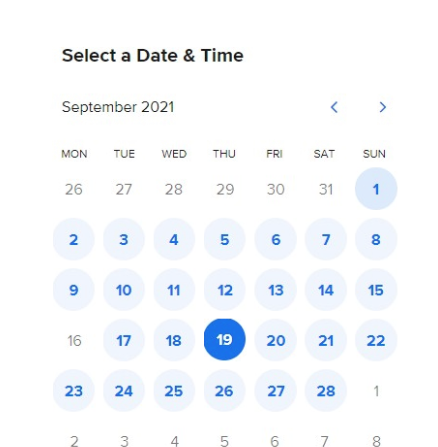 Select a Date & Time
September 2021
MON TUE WED THU FRI SAT SUN
26 27 28 29 30 31 1
2 3 4 5 6 7 8
9 10 11 12 13 14 15
16 17 18 19 20 21 22
23 24 25 26 27 28 1
2 3 4 5 6 7 8